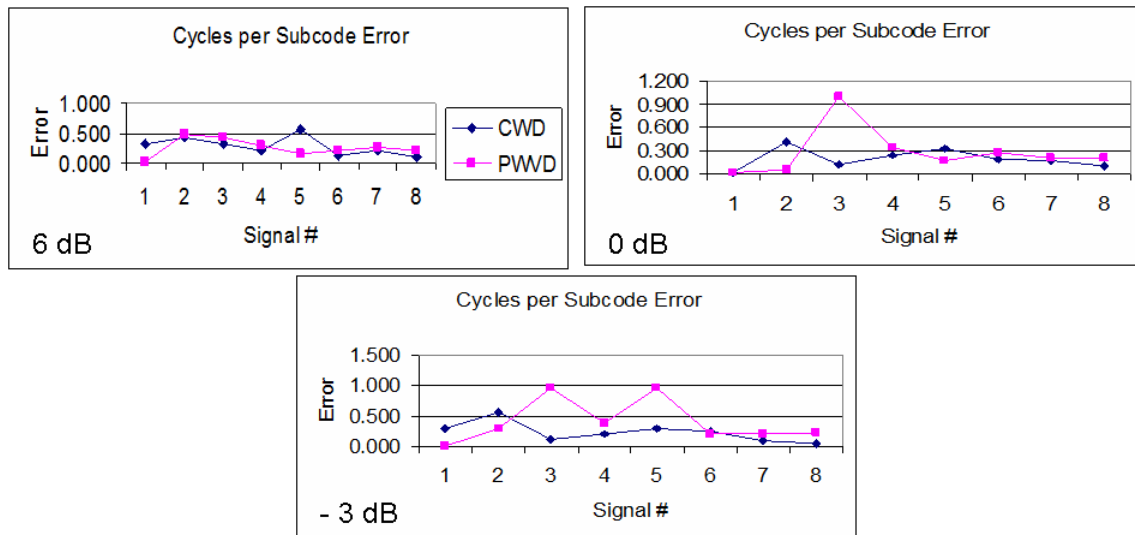 Cycles per Subcode Error
1.000
0.500
0.000
Error
1 2 3 4 5 6 7 8
Signal #
CWD
PWVD
6 dB
Cycles per Subcode Error
1.200
0.900
0.600
0.300
0.000
Error
1 2 3 4 5 6 7 8
Signal #
0 dB
Cycles per Subcode Error
1.500
1.000
0.500
0.000
Error
1 2 3 4 5 6 7 8
Signal #
- 3 dB